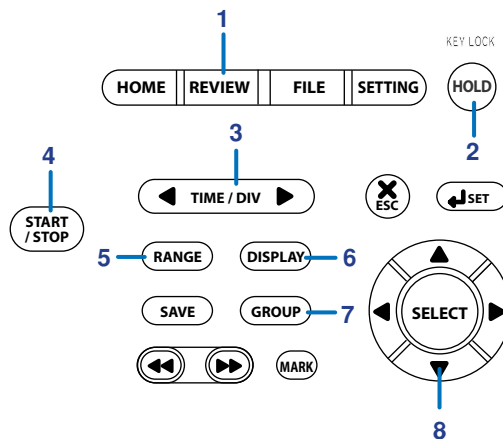 1
KEY LOCK
HOME REVIEW FILE SETTING
HOLD
2
3
4
TIME / DIV
ESC
SET
START
/ STOP
5 RANGE DISPLAY 6
SAVE GROUP 7
SELECT
MARK
8